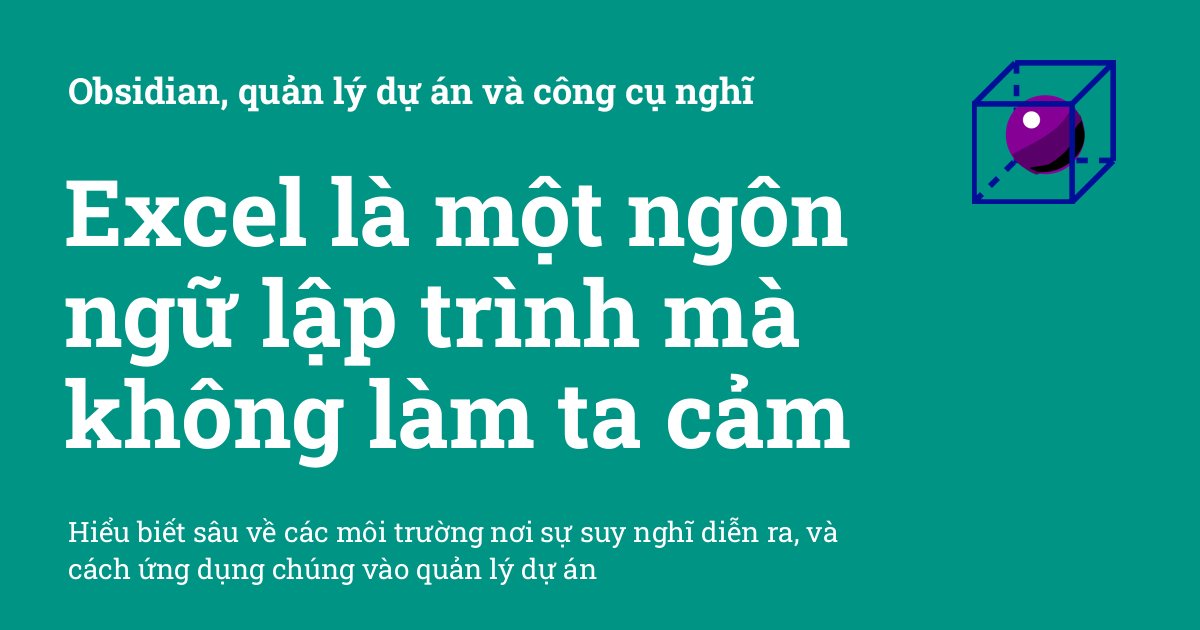 Obsidian, quản lý dự án và công cụ nghĩ
Excel là một ngôn
ngữ lập trình mà
không làm ta cảm
Hiểu biết sâu về các môi trường nơi sự suy nghĩ diễn ra, và
cách ứng dụng chúng vào quản lý dự án